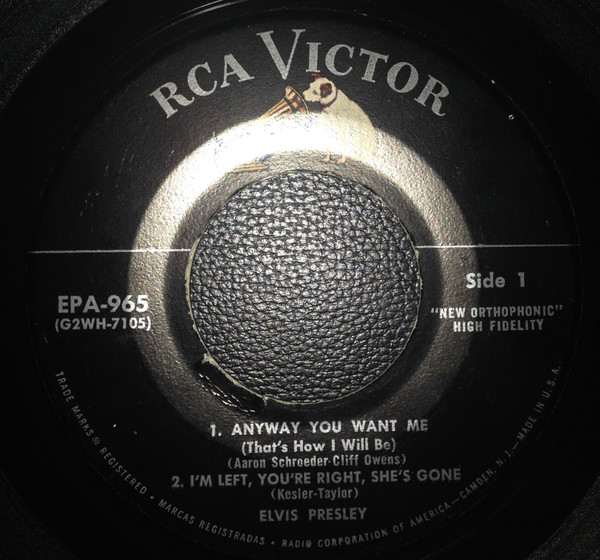 RCA VICTOR
EPA-965
(G2WH-7105)
Side 1
"NEW ORTHOPHONIC"
HIGH FIDELITY
1. ANYWAY YOU WANT ME
(That's How I Will Be)
(Aaron Schroeder-Cliff Owens)
2. I'M LEFT, YOU'RE RIGHT, SHE'S GONE
(Kesler-Taylor)
ELVIS PRESLEY
TRADE MARKS ® REGISTERED • MARCAS REGISTRADAS • RADIO CORPORATION OF AMERICA—CAMDEN, N.J.—MADE IN U.S.A.